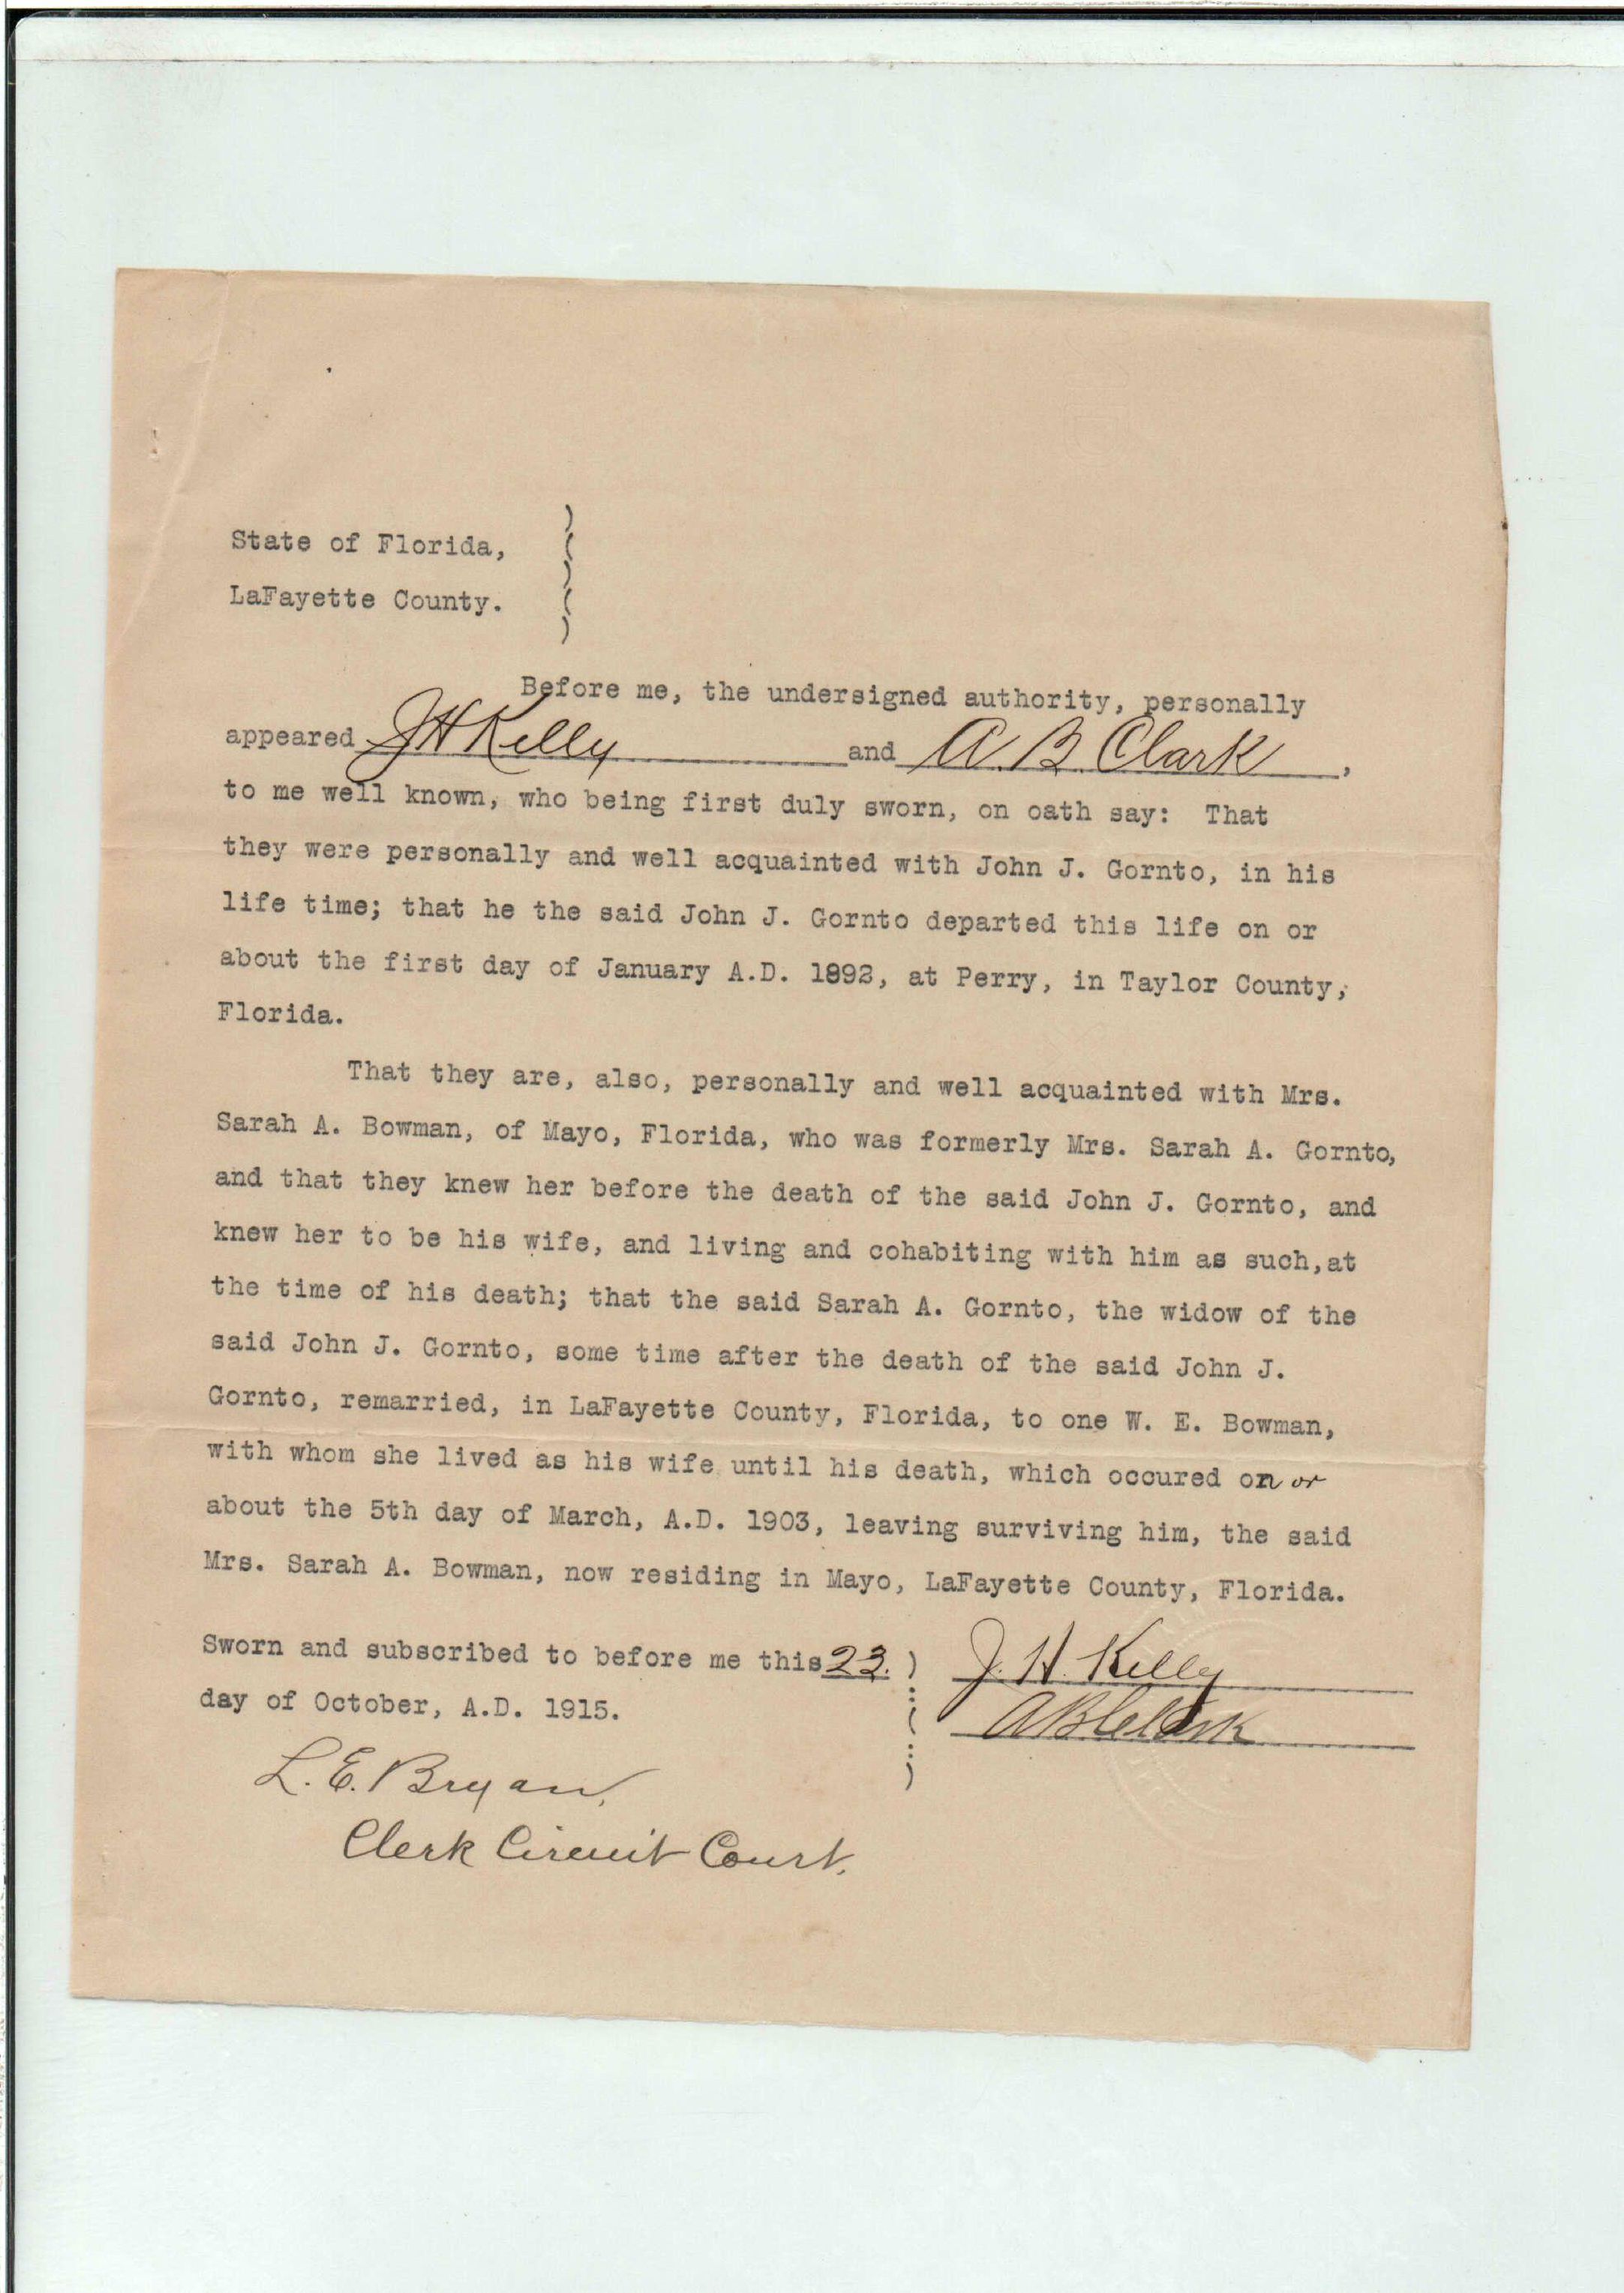 State of Florida,
LaFayette County.
Before me, the undersigned authority, personally
appeared J H Kelly and A. B. Clark,
to me well known, who being first duly sworn, on oath say: That
they were personally and well acquainted with John J. Gornto, in his
life time; that he the said John J. Gornto departed this life on or
about the first day of January A.D. 1892, at Perry, in Taylor County,
Florida.
That they are, also, personally and well acquainted with Mrs.
Sarah A. Bowman, of Mayo, Florida, who was formerly Mrs. Sarah A. Gornto,
and that they knew her before the death of the said John J. Gornto, and
knew her to be his wife, and living and cohabiting with him as such,at
the time of his death; that the said Sarah A. Gornto, the widow of the
said John J. Gornto, some time after the death of the said John J.
Gornto, remarried, in LaFayette County, Florida, to one W. E. Bowman,
with whom she lived as his wife until his death, which occured on or
about the 5th day of March, A.D. 1903, leaving surviving him, the said
Mrs. Sarah A. Bowman, now residing in Mayo, LaFayette County, Florida.
Sworn and subscribed to before me this 23. J. H. Kelly
day of October, A.D. 1915. A B Clark
L. E. Bryan,
Clerk Circuit Court.